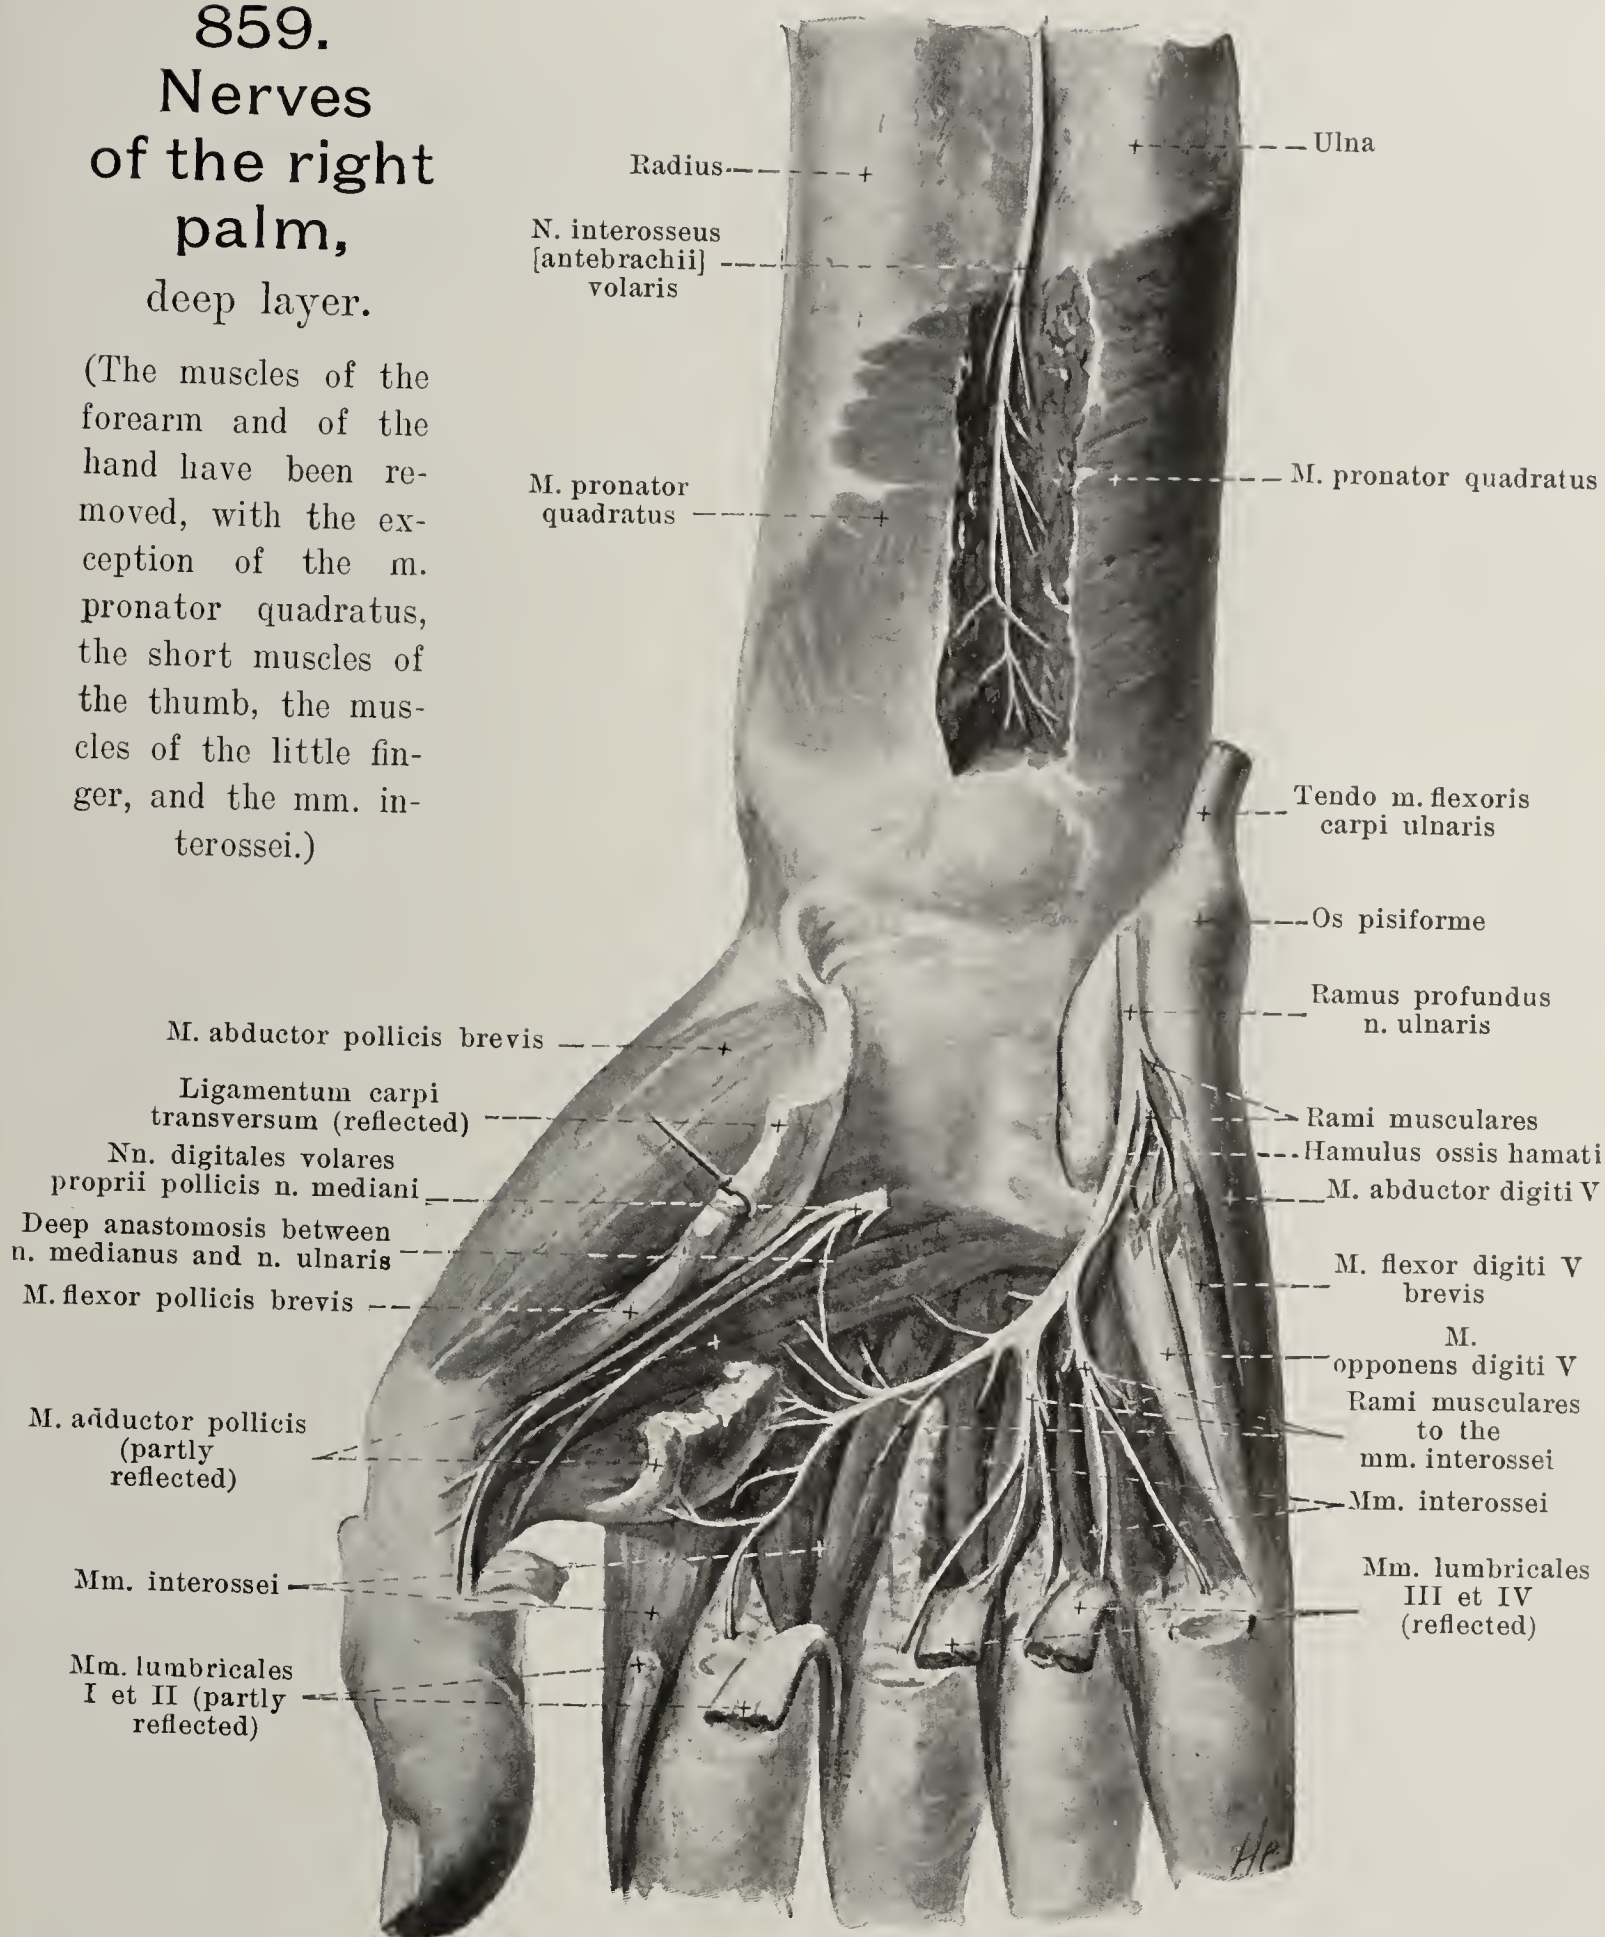 859.
Nerves
of the right
palm,
deep layer.
(The muscles of the
forearm and of the
hand have been re-
moved, with the ex-
ception of the m.
pronator quadratus,
the short muscles of
the thumb, the mus-
cles of the little fin-
ger, and the mm. in-
terossei.)
Radius
N. interosseus
[antebrachii]
volaris
M. pronator
quadratus
M. abductor pollicis brevis
Ligamentum carpi
transversum (reflected)
Nn. digitales volares
proprii pollicis n. mediani
Deep anastomosis between
n. medianus and n. ulnaris
M. flexor pollicis brevis
M. adductor pollicis
(partly
reflected)
Mm. interossei
Mm. lumbricales
I et II (partly
reflected)
Ulna
M. pronator quadratus
Tendo m. flexoris
carpi ulnaris
Os pisiforme
Ramus profundus
n. ulnaris
Rami musculares
Hamulus ossis hamati
M. abductor digiti V
M. flexor digiti V
brevis
M.
opponens digiti V
Rami musculares
to the
mm. interossei
Mm. interossei
Mm. lumbricales
III et IV
(reflected)